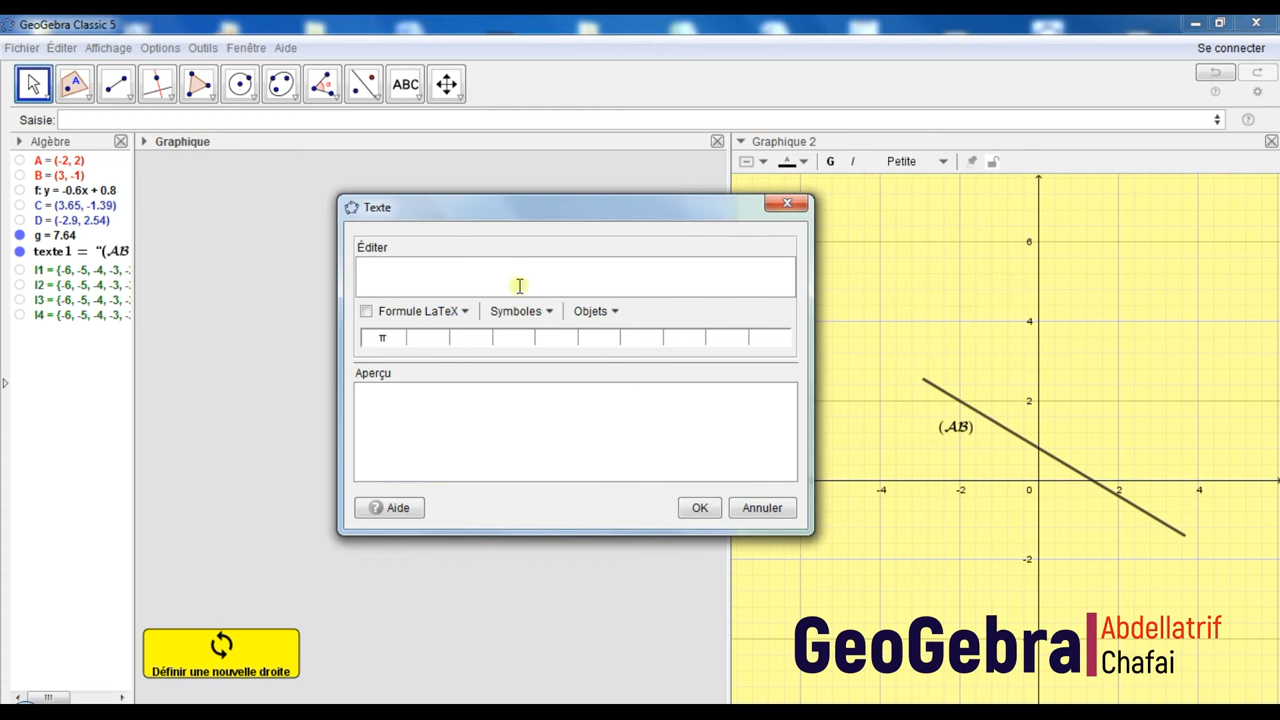 GeoGebra Classic 5
Fichier Éditer Affichage Options Outils Fenêtre Aide
Se connecter
A
α
ABC
Saisie:
Algèbre
Graphique
Graphique 2
A
G
I
Petite
A = (-2, 2)
B = (3, -1)
f: y = -0.6x + 0.8
C = (3.65, -1.39)
D = (-2.9, 2.54)
g = 7.64
texte1 = "(AB
l1 = {-6, -5, -4, -3, -
l2 = {-6, -5, -4, -3, -
l3 = {-6, -5, -4, -3, -
l4 = {-6, -5, -4, -3, -
Texte
Éditer
Formule LaTeX
Symboles
Objets
π
Aperçu
? Aide
OK
Annuler
6
4
2
0
-2
-4
-2
0
2
4
(AB)
Définir une nouvelle droite
GeoGebra
Abdellatrif
Chafai